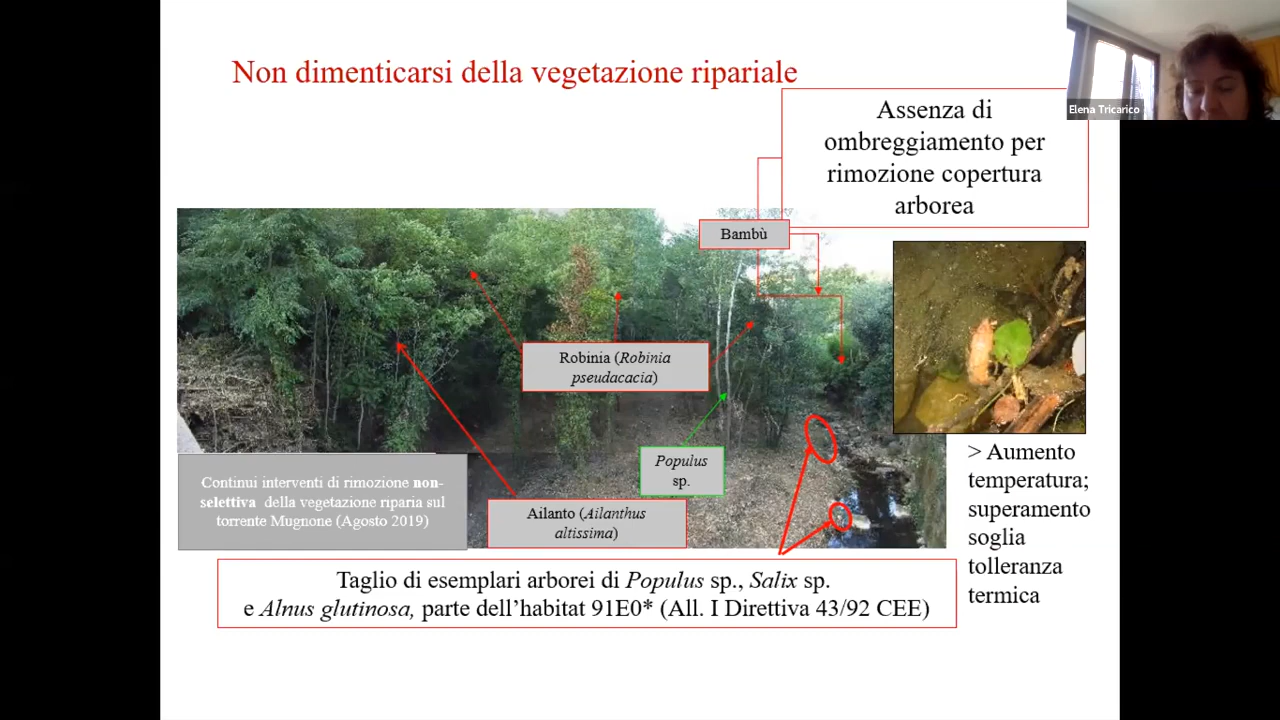 Non dimenticarsi della vegetazione ripariale
Elena Tricarico
Assenza di
ombreggiamento per
rimozione copertura
arborea
Bambù
Robinia (Robinia
pseudacacia)
Populus
sp.
Continui interventi di rimozione non-
selettiva della vegetazione riparia sul
torrente Mugnone (Agosto 2019)
Ailanto (Ailanthus
altissima)
> Aumento
temperatura;
superamento
soglia
tolleranza
termica
Taglio di esemplari arborei di Populus sp., Salix sp.
e Alnus glutinosa, parte dell’habitat 91E0* (All. I Direttiva 43/92 CEE)